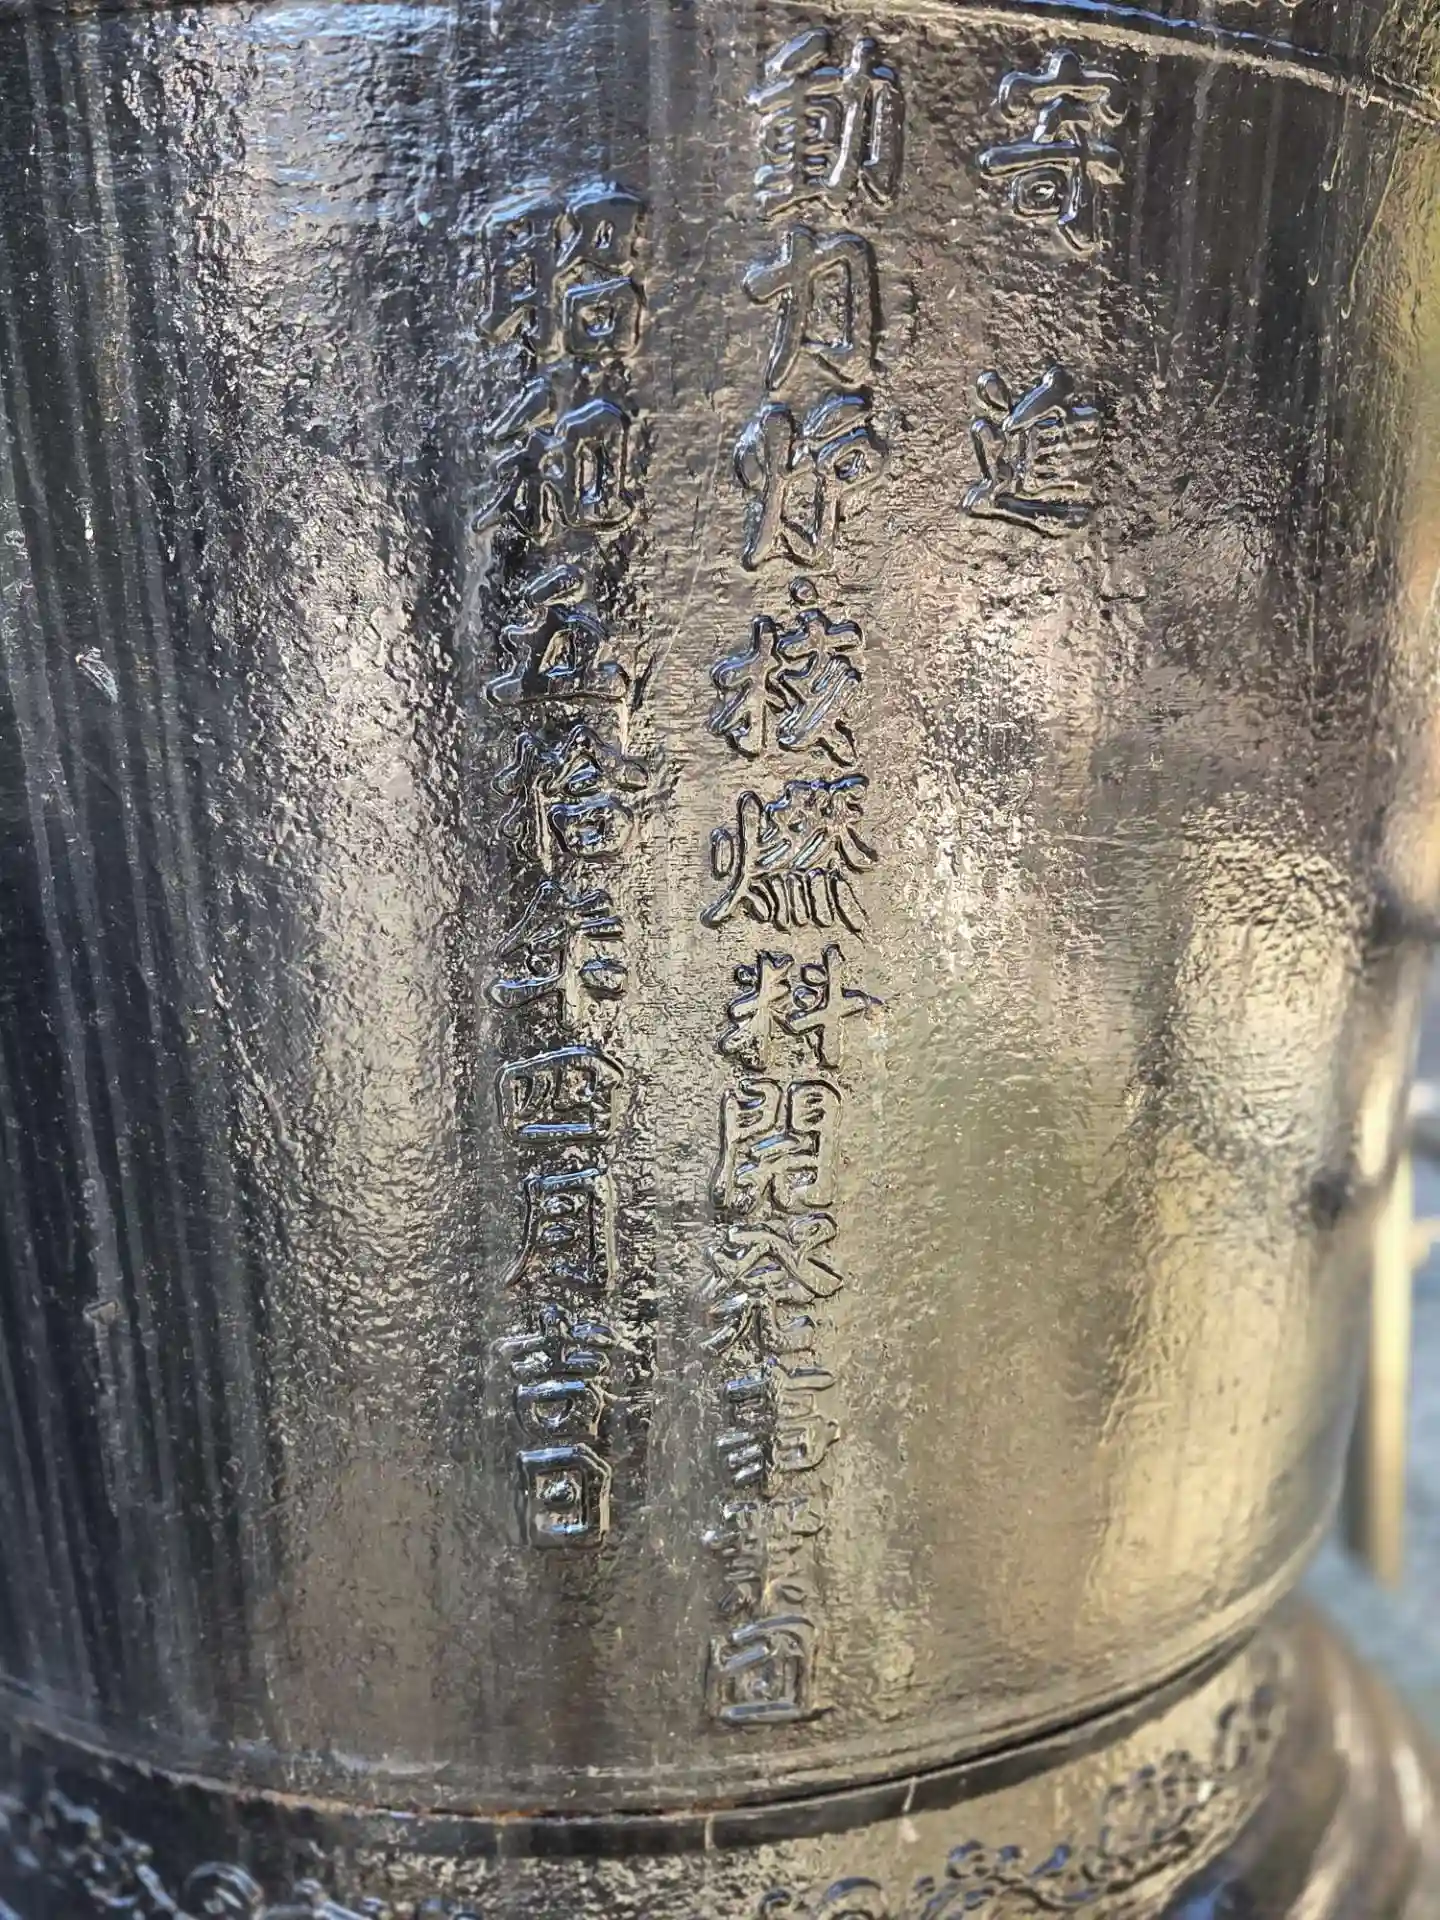 寄進
動力炉・核燃料開発事業団
昭和五拾年四月吉日